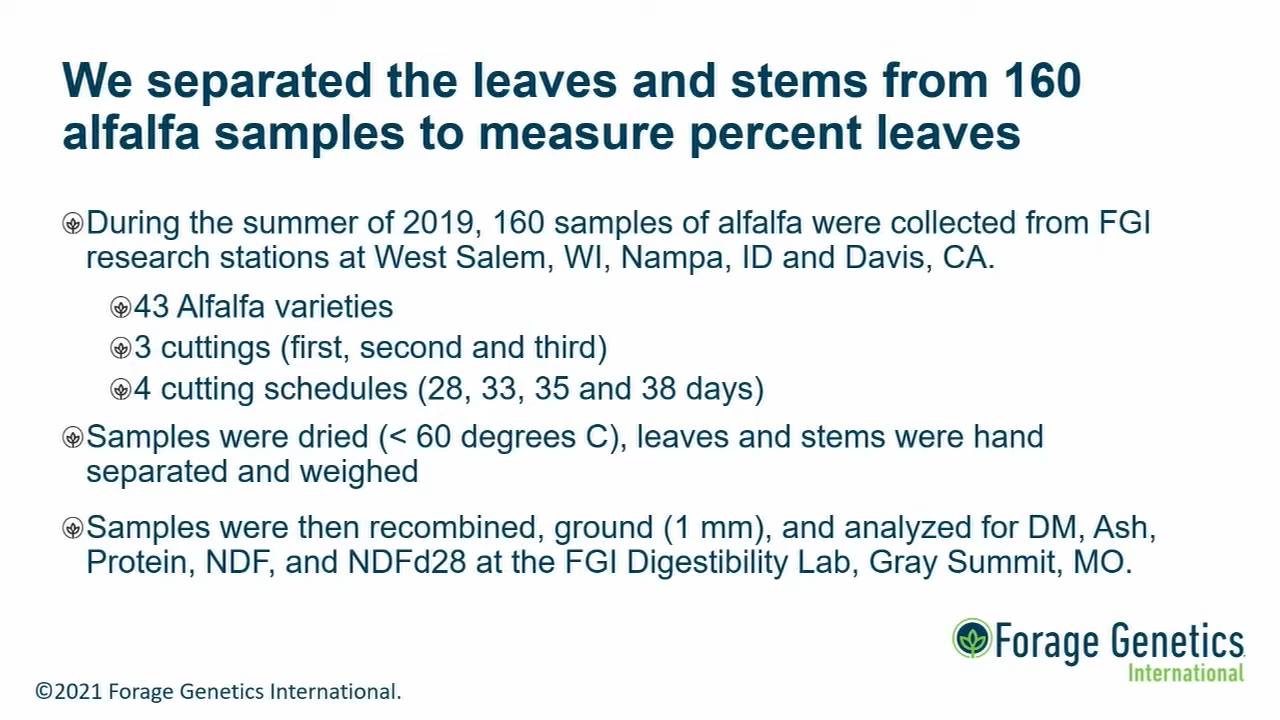 We separated the leaves and stems from 160
alfalfa samples to measure percent leaves
During the summer of 2019, 160 samples of alfalfa were collected from FGI
research stations at West Salem, WI, Nampa, ID and Davis, CA.
43 Alfalfa varieties
3 cuttings (first, second and third)
4 cutting schedules (28, 33, 35 and 38 days)
Samples were dried (< 60 degrees C), leaves and stems were hand
separated and weighed
Samples were then recombined, ground (1 mm), and analyzed for DM, Ash,
Protein, NDF, and NDFd28 at the FGI Digestibility Lab, Gray Summit, MO.
Forage Genetics
International
©2021 Forage Genetics International.